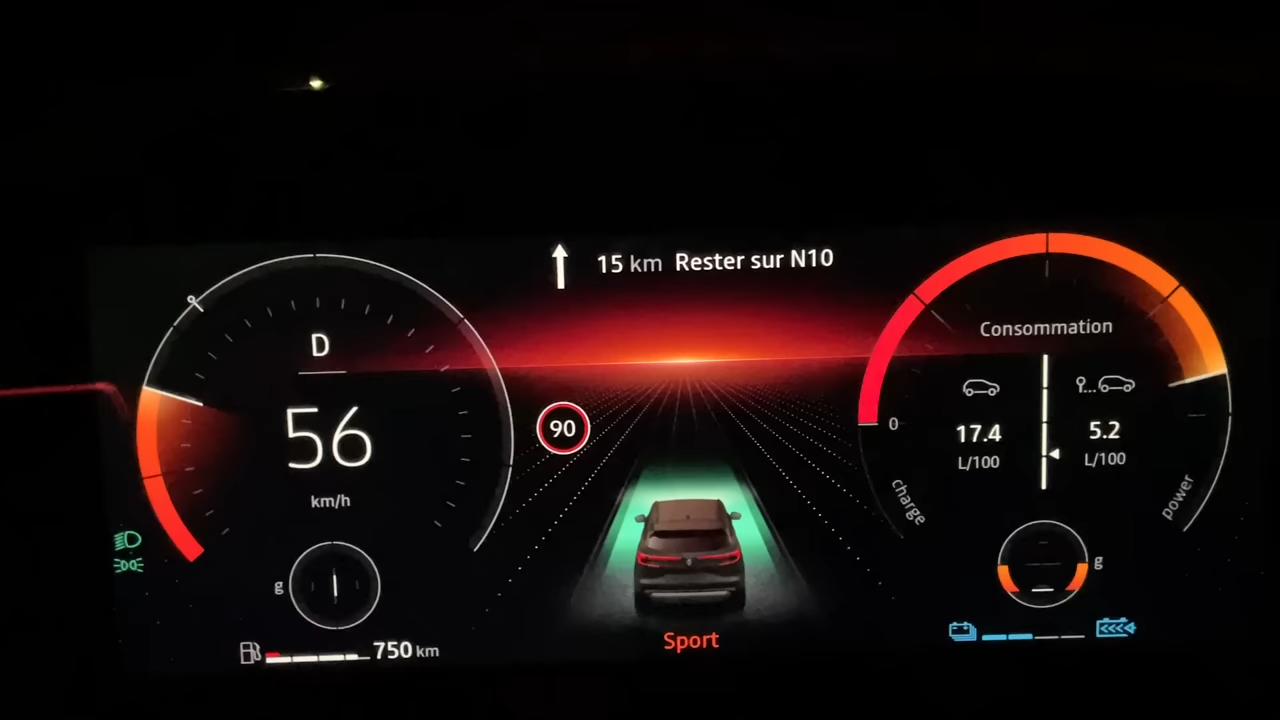 15 km Rester sur N10
D
56
km/h
90
Consommation
17.4
L/100
5.2
L/100
0
charge
power
g
g
750 km
Sport